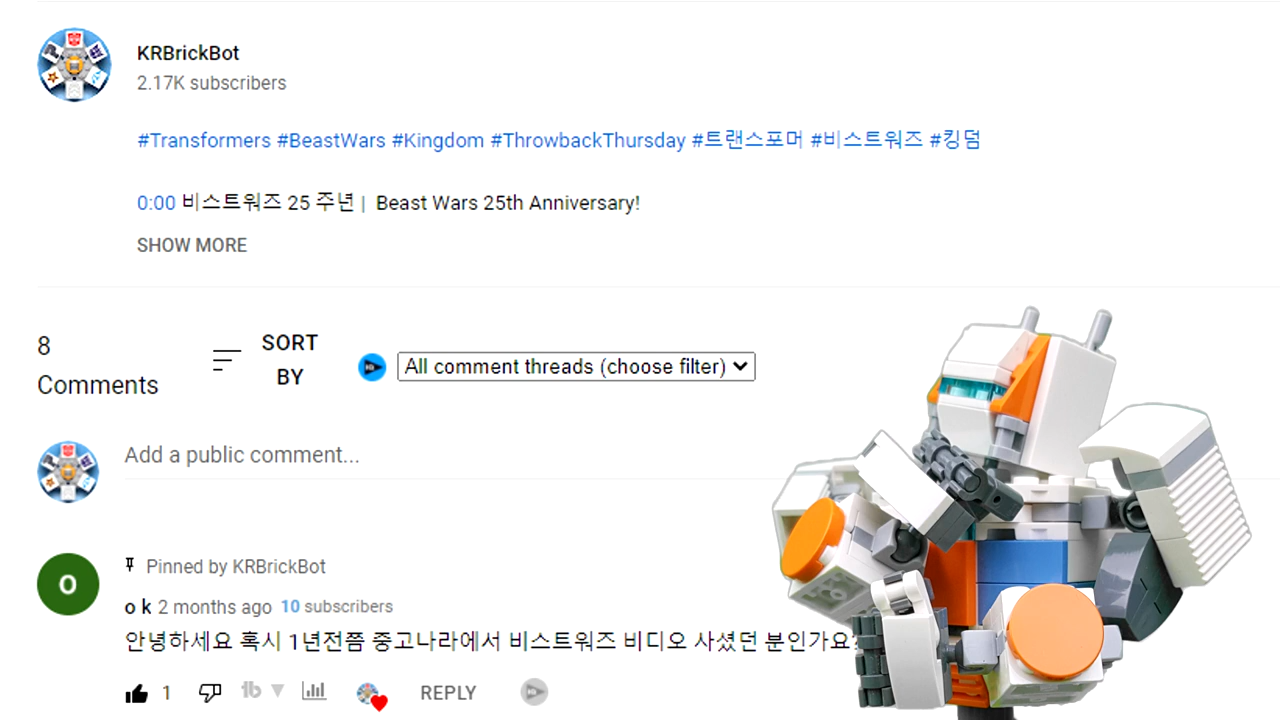 KRBrickBot
2.17K subscribers
#Transformers #BeastWars #Kingdom #ThrowbackThursday #트랜스포머 #비스트워즈 #킹덤
0:00 비스트워즈 25 주년 | Beast Wars 25th Anniversary!
SHOW MORE
8
Comments
SORT
BY
All comment threads (choose filter)
Add a public comment...
O
Pinned by KRBrickBot
o k 2 months ago 10 subscribers
안녕하세요 혹시 1년전쯤 중고나라에서 비스트워즈 비디오 사셨던 분인가요?
1
tb
REPLY